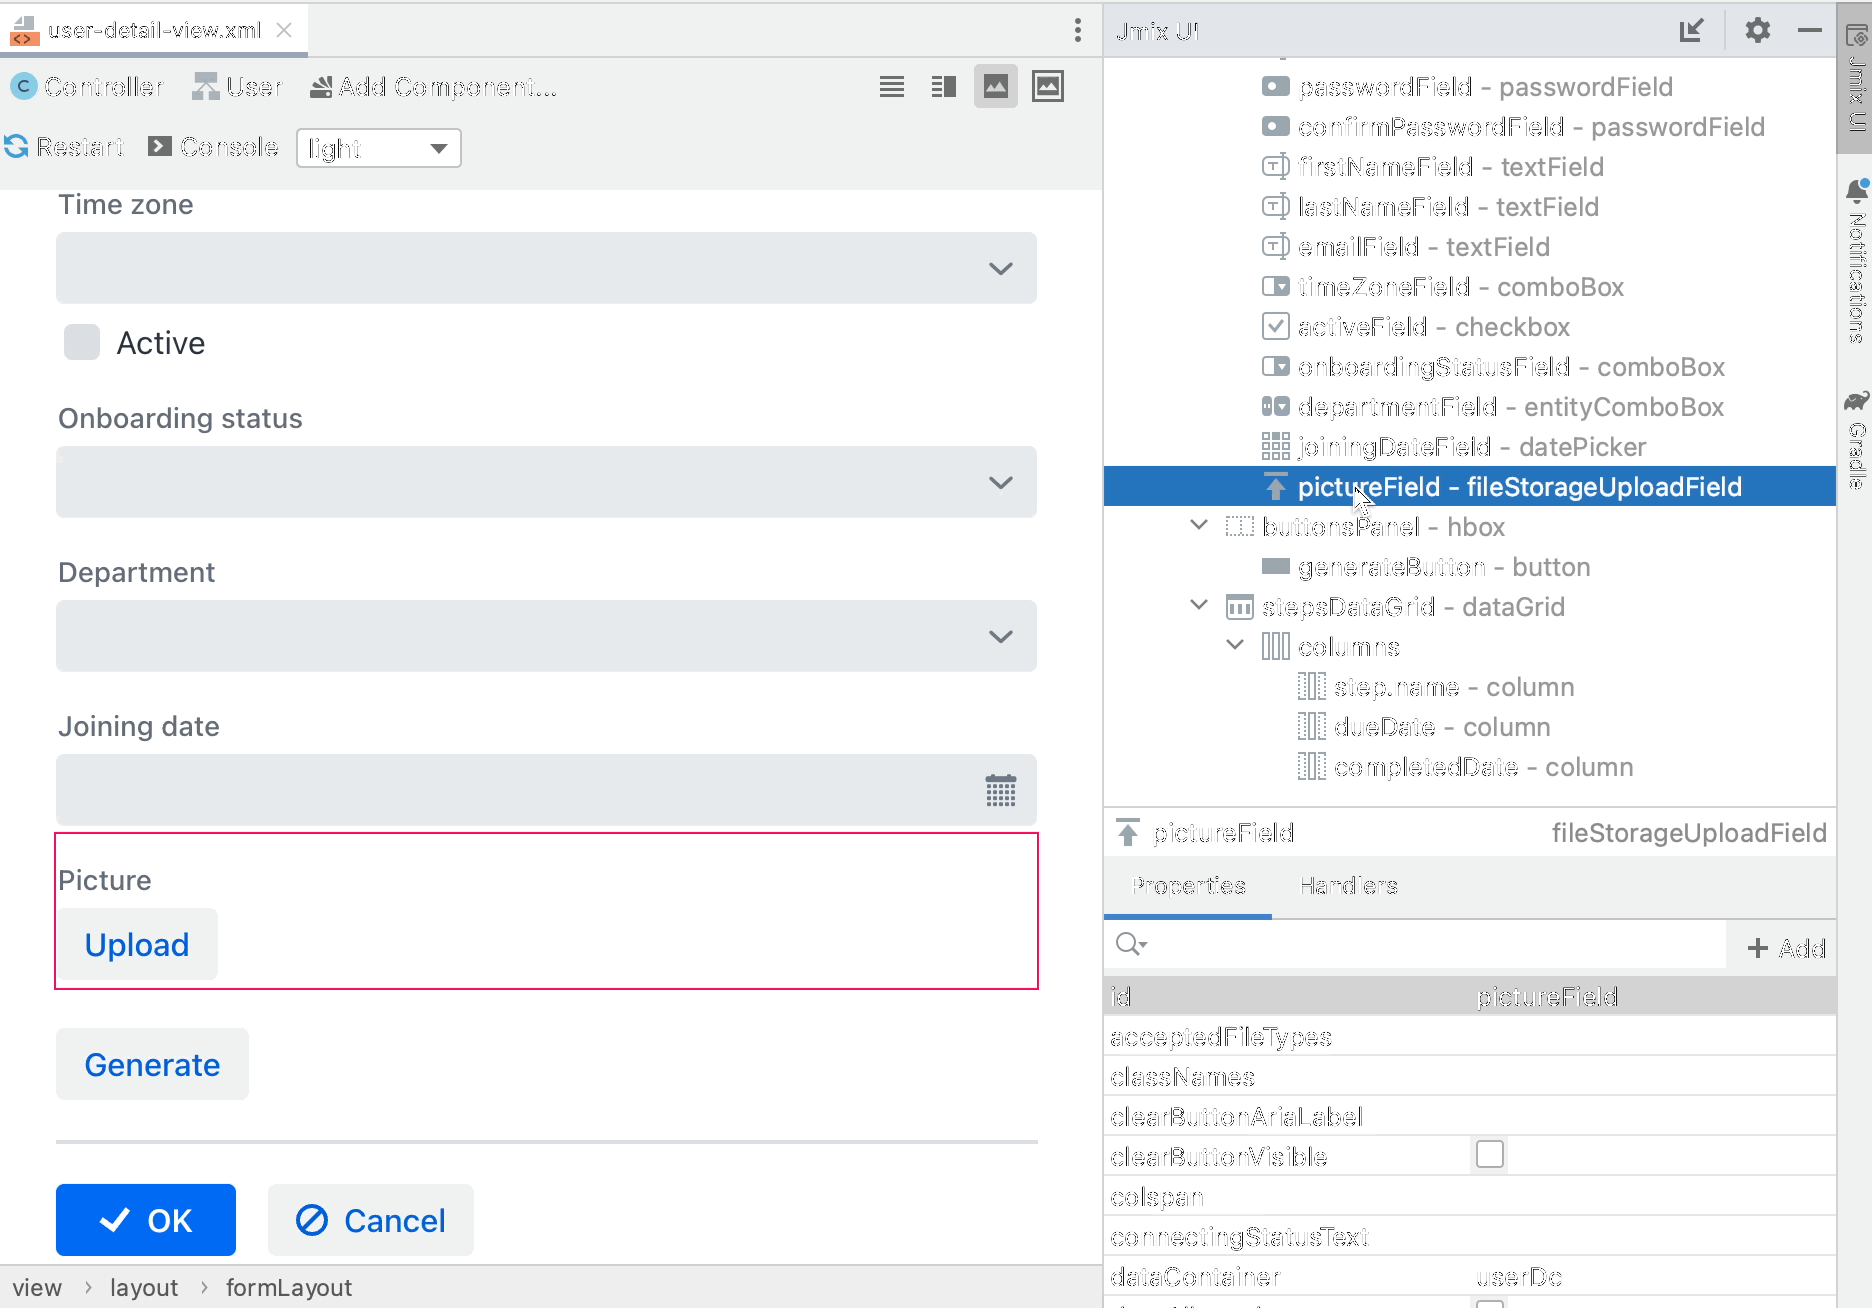 user-detail-view.xml
Controller User Add Component...
Restart Console light
Time zone
Active
Onboarding status
Department
Joining date
Picture
Upload
Generate
OK Cancel
view › layout › formLayout
Jmix UI
passwordField - passwordField
confirmPasswordField - passwordField
firstNameField - textField
lastNameField - textField
emailField - textField
timeZoneField - comboBox
activeField - checkbox
onboardingStatusField - comboBox
departmentField - entityComboBox
joiningDateField - datePicker
pictureField - fileStorageUploadField
buttonsPanel - hbox
generateButton - button
stepsDataGrid - dataGrid
columns
step.name - column
dueDate - column
completedDate - column
pictureField fileStorageUploadField
Properties Handlers
Add
id pictureField
acceptedFileTypes
classNames
clearButtonAriaLabel
clearButtonVisible
colspan
connectingStatusText
dataContainer userDc
Jmix UI
Notifications
Gradle